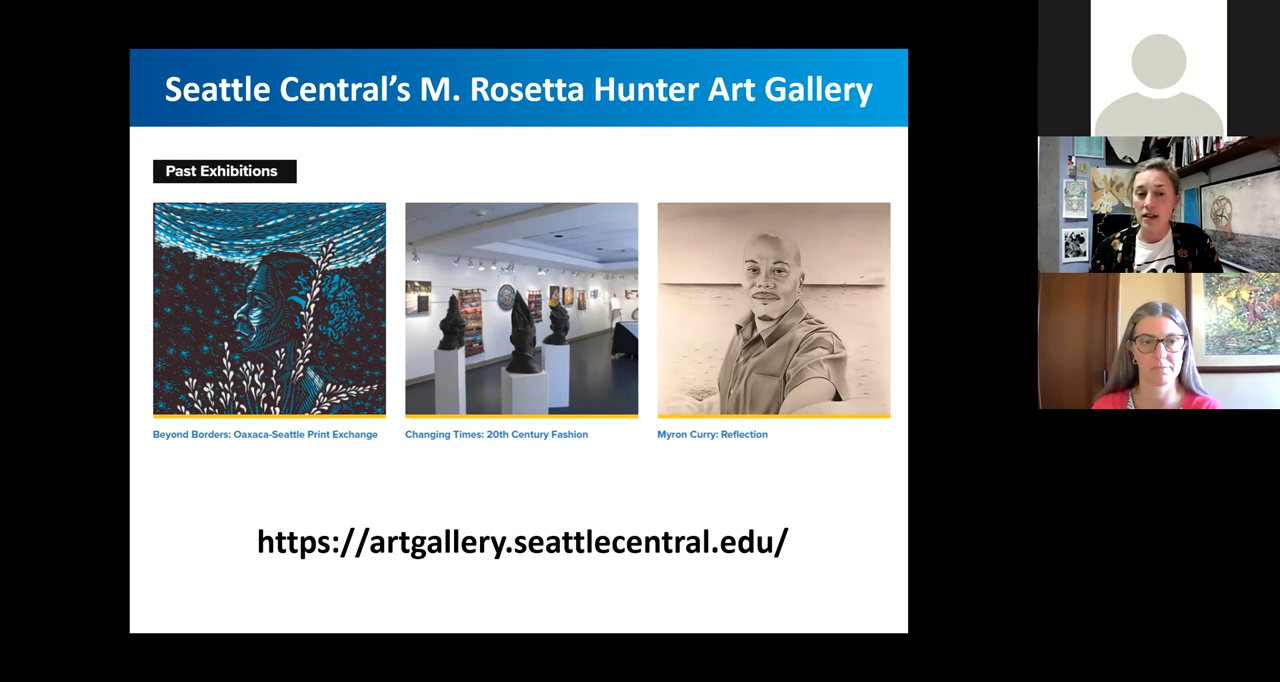 Seattle Central’s M. Rosetta Hunter Art Gallery
Past Exhibitions
Beyond Borders: Oaxaca-Seattle Print Exchange
Changing Times: 20th Century Fashion
Myron Curry: Reflection
https://artgallery.seattlecentral.edu/